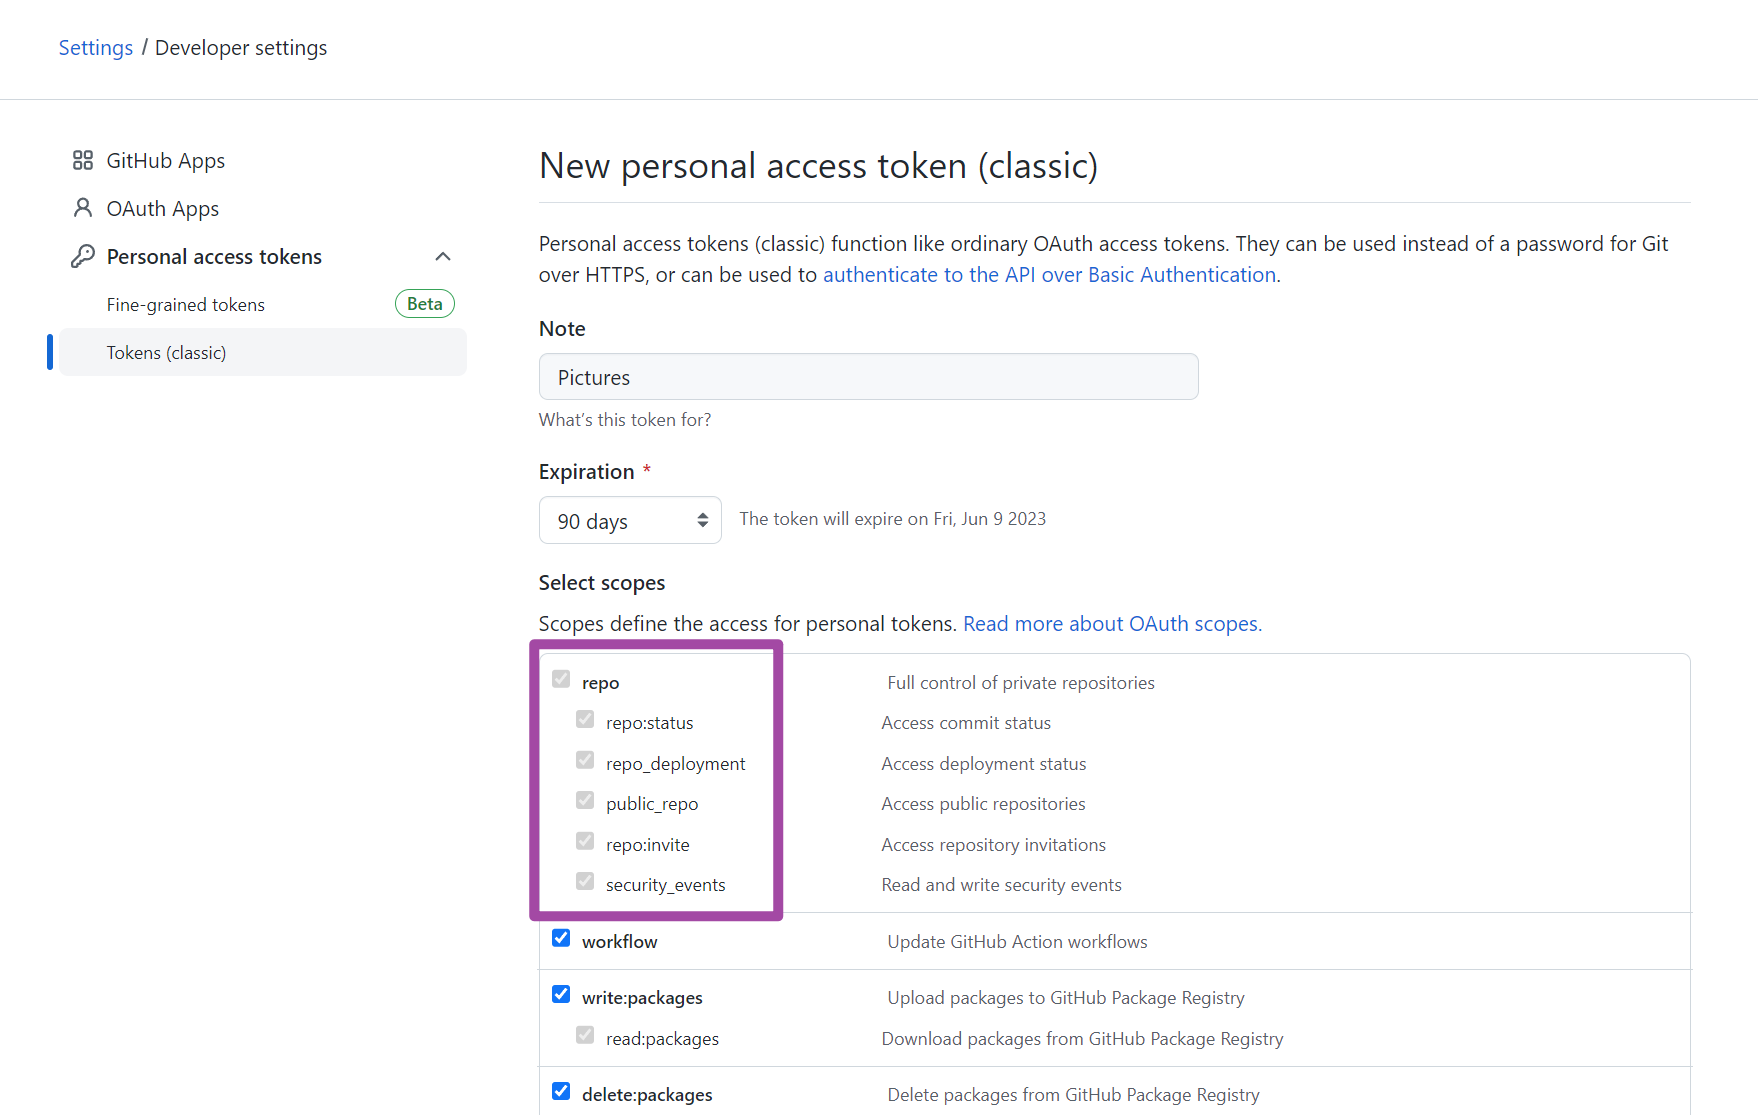 Settings / Developer settings
GitHub Apps
OAuth Apps
Personal access tokens
Fine-grained tokens Beta
Tokens (classic)
New personal access token (classic)
Personal access tokens (classic) function like ordinary OAuth access tokens. They can be used instead of a password for Git
over HTTPS, or can be used to authenticate to the API over Basic Authentication.
Note
Pictures
What's this token for?
Expiration *
90 days The token will expire on Fri, Jun 9 2023
Select scopes
Scopes define the access for personal tokens. Read more about OAuth scopes.
repo Full control of private repositories
repo:status Access commit status
repo_deployment Access deployment status
public_repo Access public repositories
repo:invite Access repository invitations
security_events Read and write security events
workflow Update GitHub Action workflows
write:packages Upload packages to GitHub Package Registry
read:packages Download packages from GitHub Package Registry
delete:packages Delete packages from GitHub Package Registry